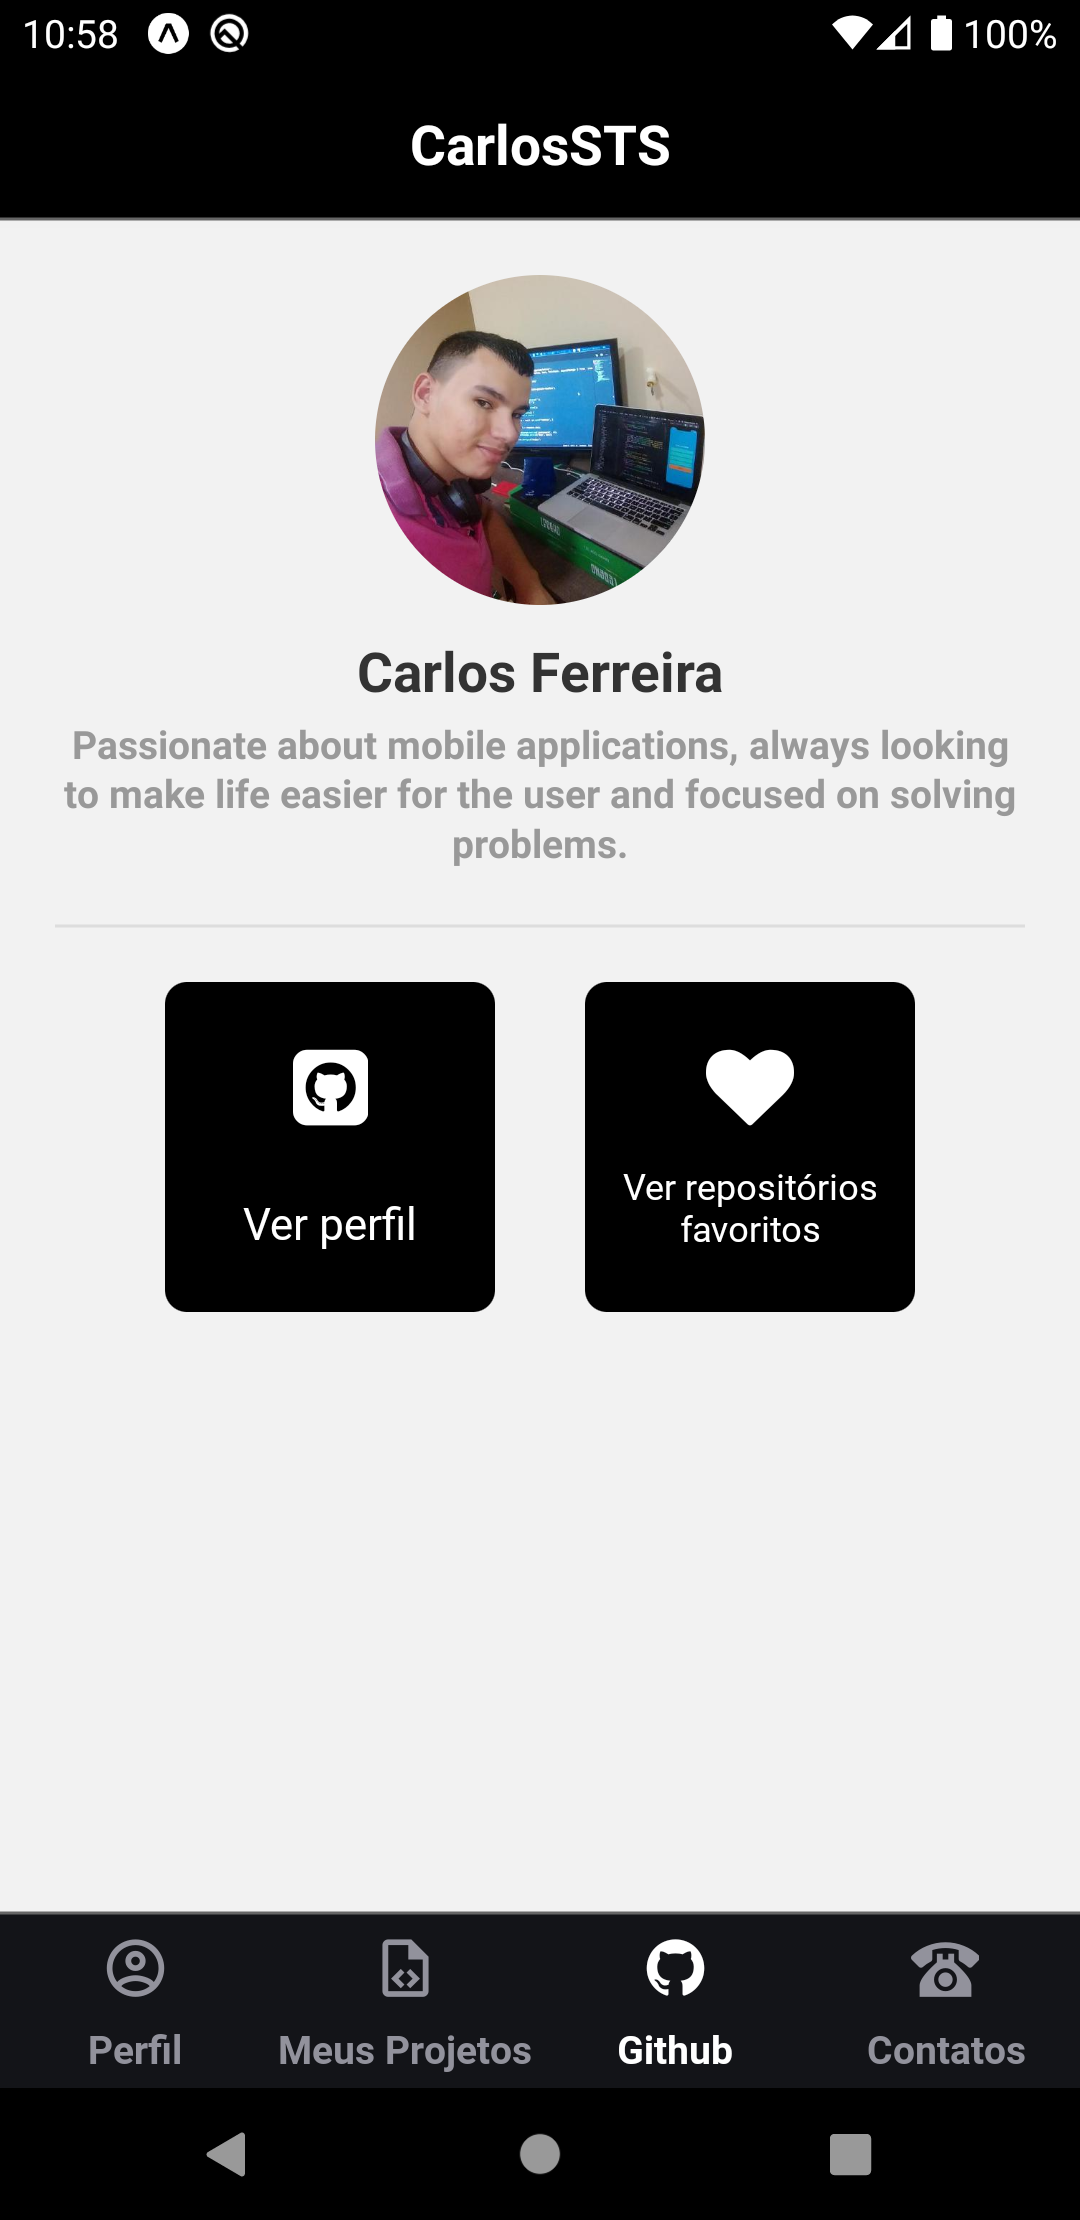 10:58
100%
CarlosSTS
Carlos Ferreira
Passionate about mobile applications, always looking
to make life easier for the user and focused on solving
problems.
Ver perfil
Ver repositórios
favoritos
Perfil
Meus Projetos
Github
Contatos